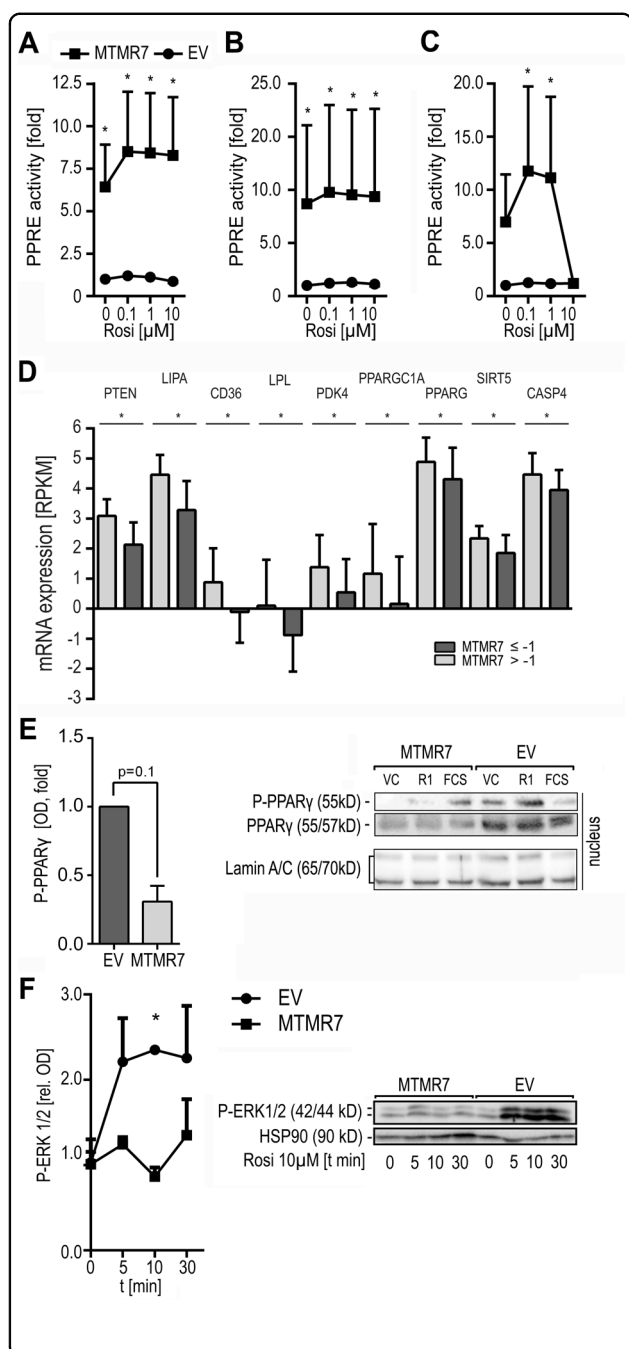 A B C
MTMR7 EV
PPRE activity [fold]
12.5
10.0
7.5
5.0
2.5
0
* * * *
0 0.1 1 10
Rosi [µM]
PPRE activity [fold]
25.0
20.0
10.0
5.0
0
* * * *
0 0.1 1 10
Rosi [µM]
PPRE activity [fold]
20.0
15.0
10.0
5.0
0
* *
0 0.1 1 10
Rosi [µM]
D
PTEN LIPA CD36 LPL PDK4 PPARGC1A PPARG SIRT5 CASP4
* * * * * * * * *
mRNA expression [RPKM]
6
5
4
3
2
1
0
-1
-2
-3
MTMR7 ≤ -1
MTMR7 > -1
E
P-PPARγ [OD, fold]
1.5
1.0
0.5
0.0
p=0.1
EV MTMR7
MTMR7 EV
VC R1 FCS VC R1 FCS
P-PPARγ (55kD) -
PPARγ (55/57kD) -
Lamin A/C (65/70kD)
nucleus
F
P-ERK 1/2 [rel. OD]
3.0
2.0
1.0
0.0
*
0 5 10 30
t [min]
EV
MTMR7
MTMR7 EV
P-ERK1/2 (42/44 kD) =
HSP90 (90 kD) -
Rosi 10µM [t min] 0 5 10 30 0 5 10 30